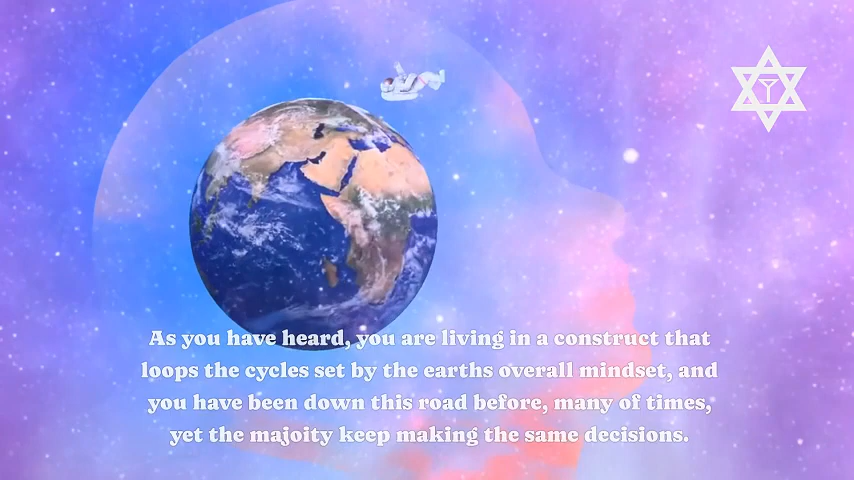 As you have heard, you are living in a construct that
loops the cycles set by the earths overall mindset, and
you have been down this road before, many of times,
yet the majoity keep making the same decisions.